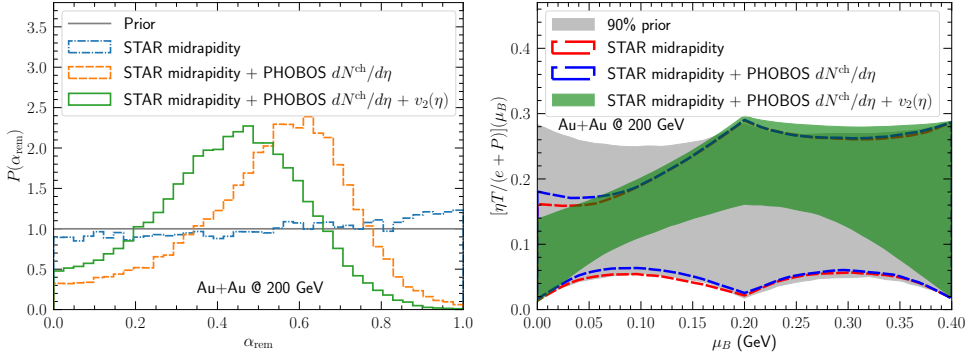 Prior
STAR midrapidity
STAR midrapidity + PHOBOS dN^ch/dη
STAR midrapidity + PHOBOS dN^ch/dη + v₂(η)
Au+Au @ 200 GeV
P(α_rem)
0.0 0.5 1.0 1.5 2.0 2.5 3.0 3.5
0.0 0.2 0.4 0.6 0.8 1.0
α_rem
90% prior
STAR midrapidity
STAR midrapidity + PHOBOS dN^ch/dη
STAR midrapidity + PHOBOS dN^ch/dη + v₂(η)
Au+Au @ 200 GeV
[ηT/(e + P)](μ_B)
0.0 0.1 0.2 0.3 0.4
0.00 0.05 0.10 0.15 0.20 0.25 0.30 0.35 0.40
μ_B (GeV)